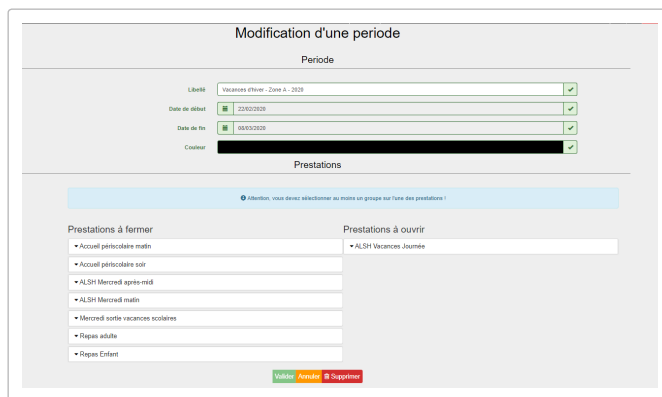 Modification d'une periode
Periode
Libellé Vacances d'hiver - Zone A - 2020
Date de début 22/02/2020
Date de fin 08/03/2020
Couleur
Prestations
Attention, vous devez sélectionner au moins un groupe sur l'une des prestations !
Prestations à fermer
Accueil périscolaire matin
Accueil périscolaire soir
ALSH Mercredi après-midi
ALSH Mercredi matin
Mercredi sortie vacances scolaires
Repas adulte
Repas Enfant
Prestations à ouvrir
ALSH Vacances Journée
Valider Annuler Supprimer